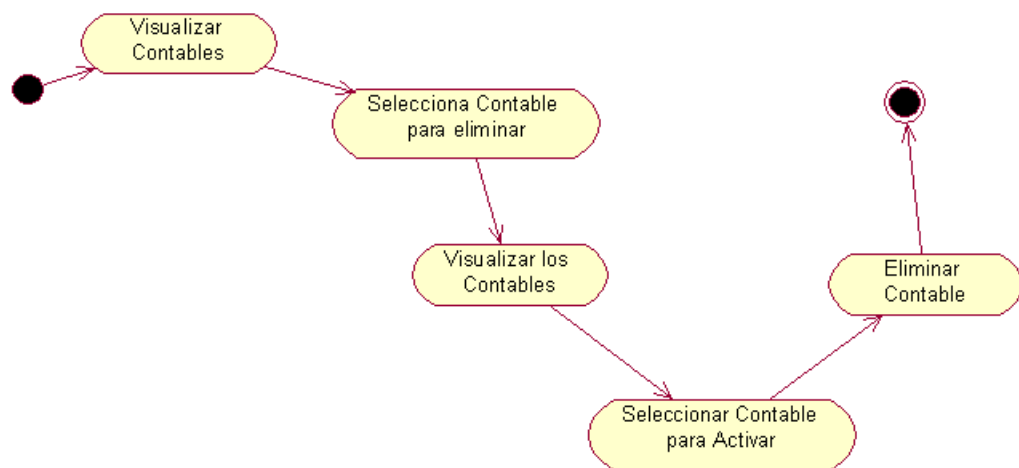 Visualizar
Contables
Selecciona Contable
para eliminar
Visualizar los
Contables
Seleccionar Contable
para Activar
Eliminar
Contable